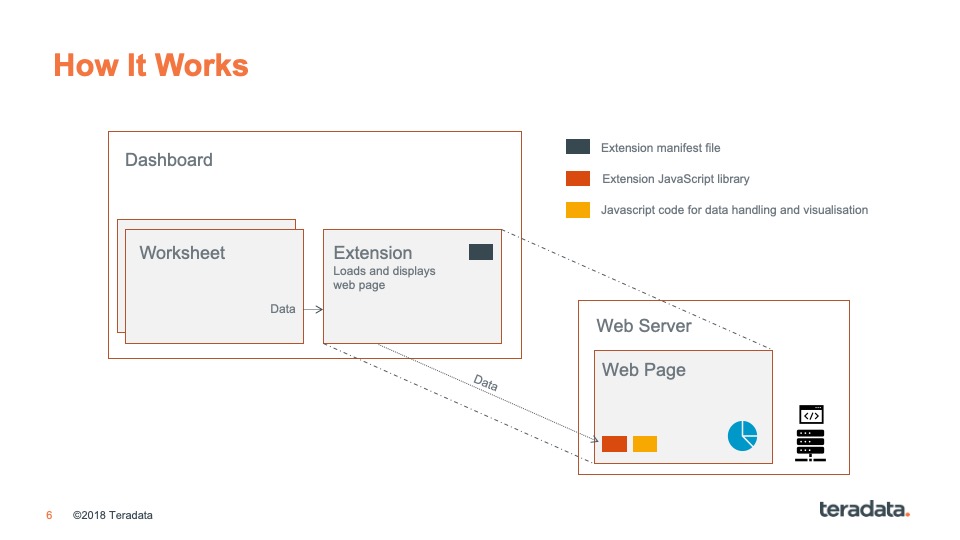 How It Works
Dashboard
Worksheet
Data
Extension
Loads and displays
web page
Extension manifest file
Extension JavaScript library
Javascript code for data handling and visualisation
Data
Web Server
Web Page
</>
6
©2018 Teradata
teradata.